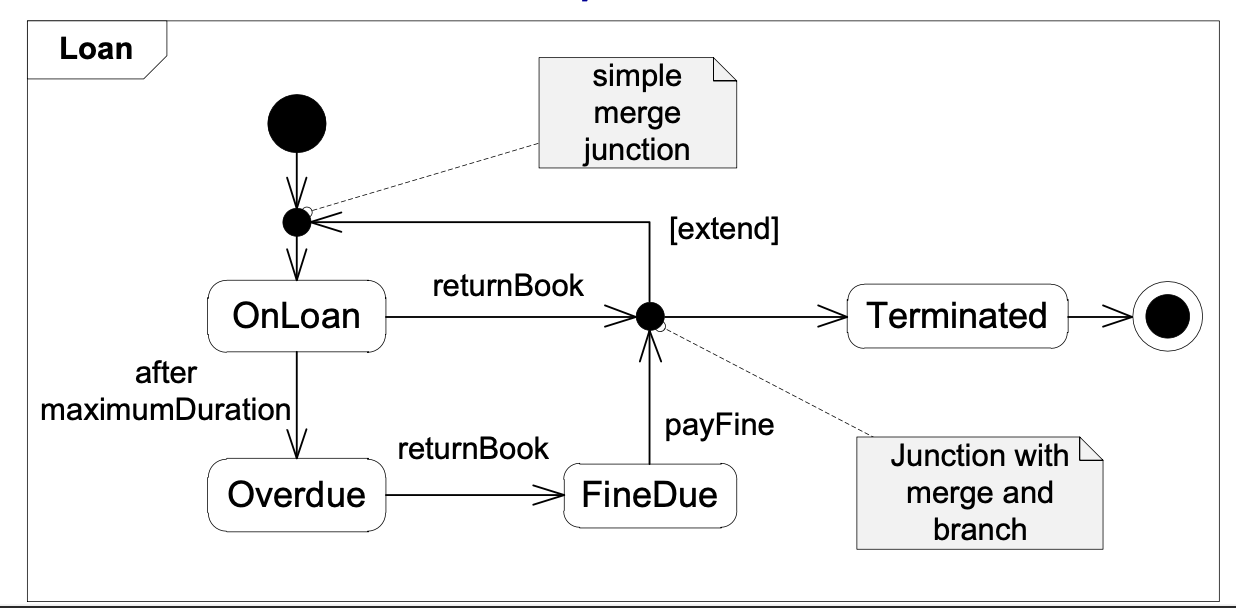 Loan
simple
merge
junction
[extend]
returnBook
OnLoan
Terminated
after
maximumDuration
payFine
returnBook
Overdue
FineDue
Junction with
merge and
branch